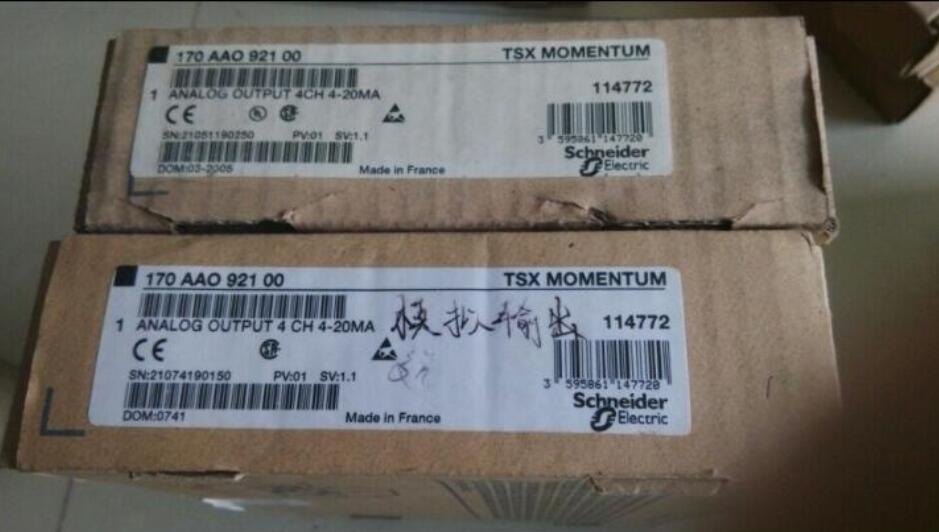 170 AAO 921 00 TSX MOMENTUM
114772
1 ANALOG OUTPUT 4CH 4-20MA
CE
SN:21051190250 PV:01 SV:1.1
3 595861 147720
Schneider
Electric
DOM:03-2005 Made in France
170 AAO 921 00 TSX MOMENTUM
1 ANALOG OUTPUT 4 CH 4-20MA 模拟输出 114772
CE
SN:21074190150 PV:01 SV:1.1
3 595861 147720
Schneider
Electric
DOM:0741 Made in France